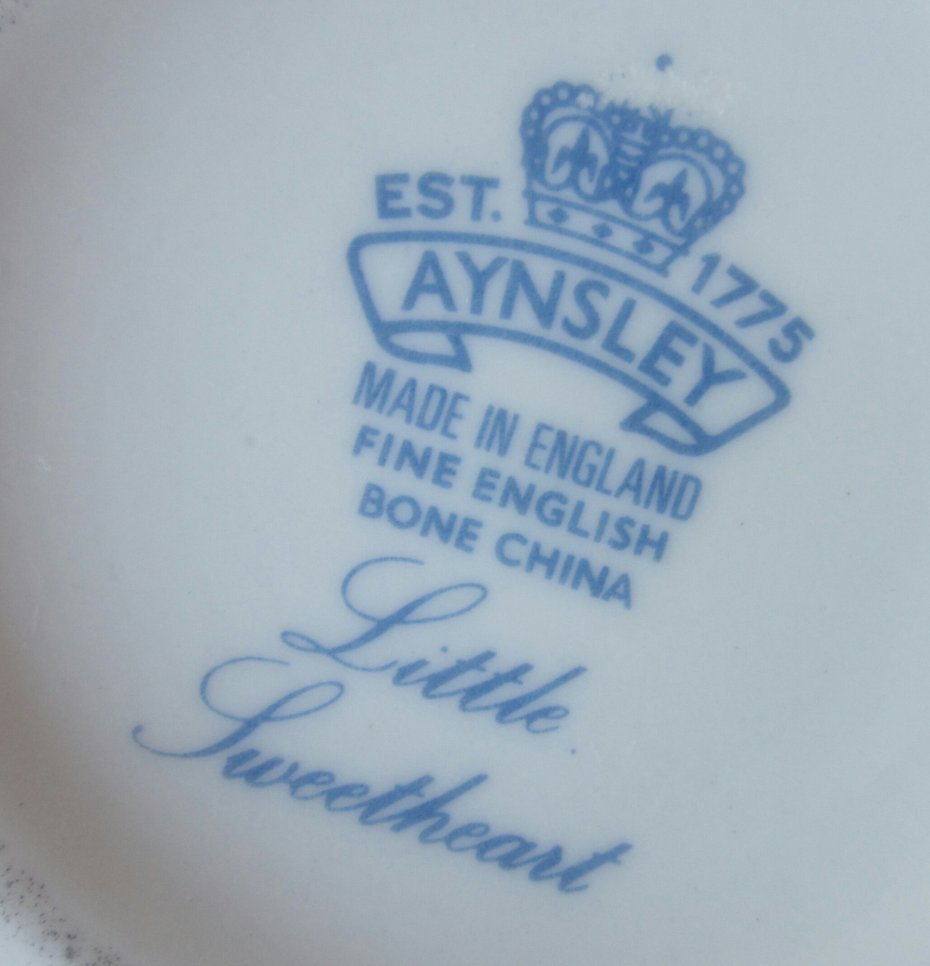 EST. 1775
AYNSLEY
MADE IN ENGLAND
FINE ENGLISH
BONE CHINA
Little
Sweetheart